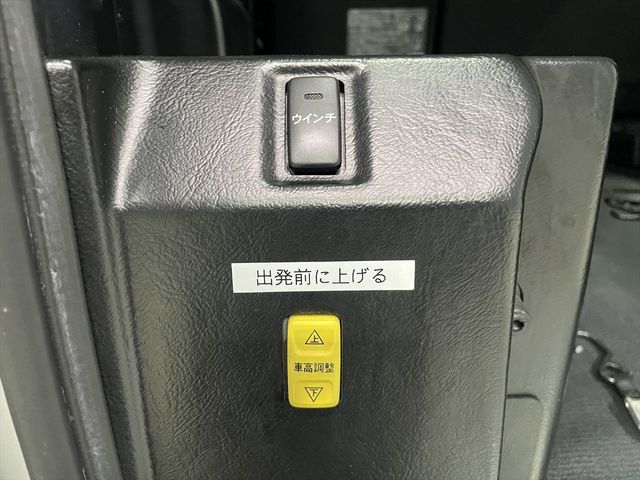 ウインチ
出発前に上げる
上
車高調整
下